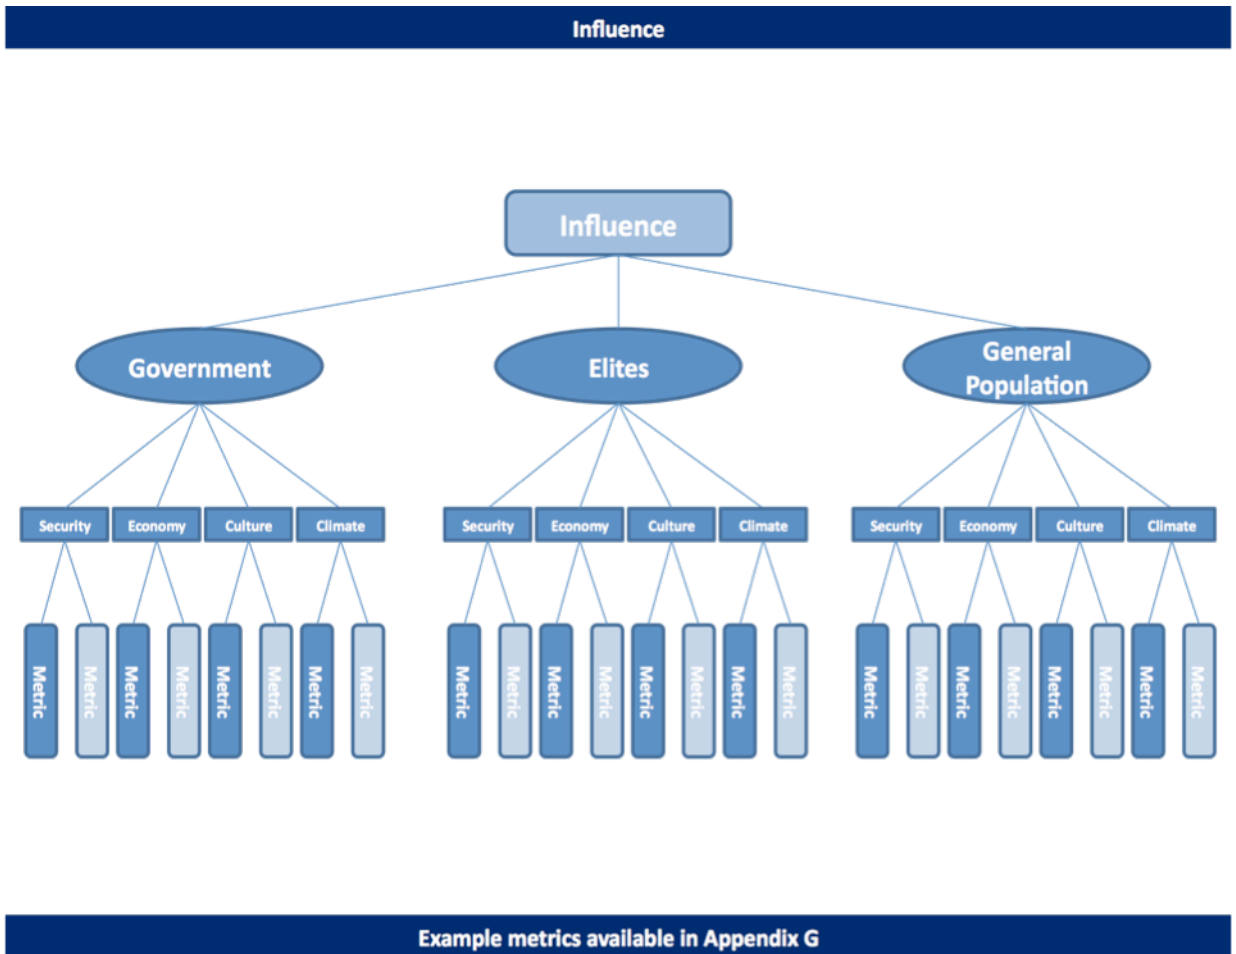 Influence
Influence
Government
Elites
General
Population
Security Economy Culture Climate Security Economy Culture Climate Security Economy Culture Climate
Metric Metric Metric Metric Metric Metric Metric Metric Metric Metric Metric Metric Metric Metric Metric Metric Metric Metric Metric Metric Metric Metric Metric Metric
Example metrics available in Appendix G